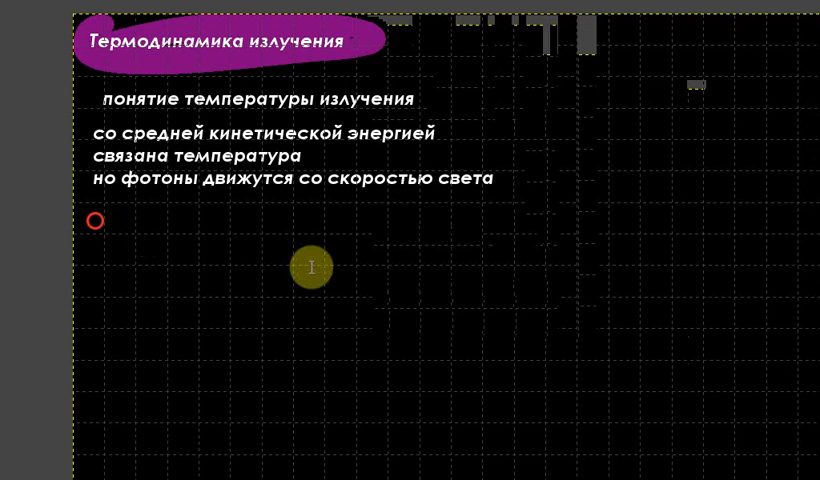 Термодинамика излучения
понятие температуры излучения
со средней кинетической энергией
связана температура
но фотоны движутся со скоростью света